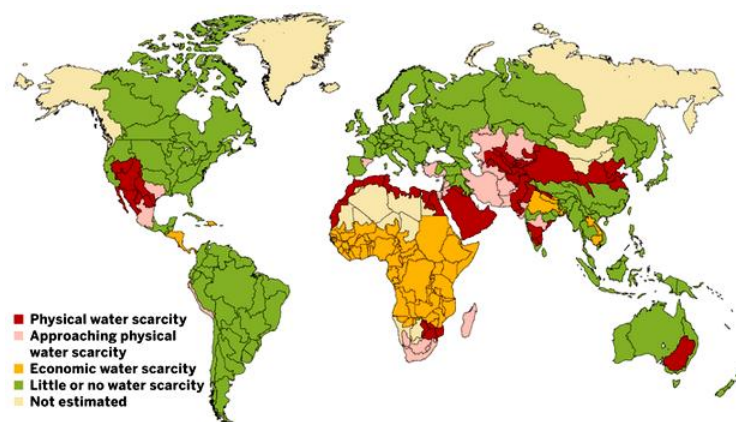 Physical water scarcity
Approaching physical
water scarcity
Economic water scarcity
Little or no water scarcity
Not estimated